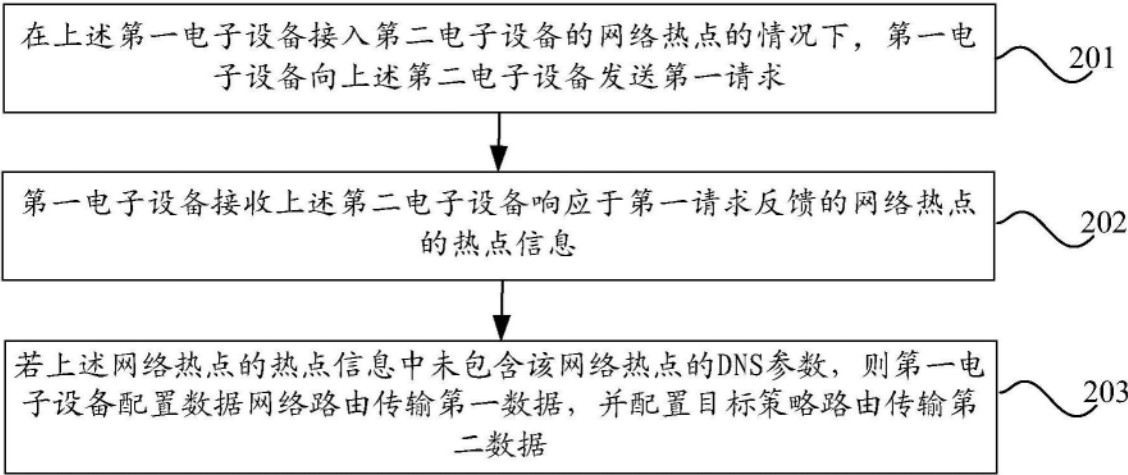 在上述第一电子设备接入第二电子设备的网络热点的情况下，第一电
子设备向上述第二电子设备发送第一请求
201
第一电子设备接收上述第二电子设备响应于第一请求反馈的网络热点
的热点信息
202
若上述网络热点的热点信息中未包含该网络热点的DNS参数，则第一电
子设备配置数据网络路由传输第一数据，并配置目标策略路由传输第
二数据
203